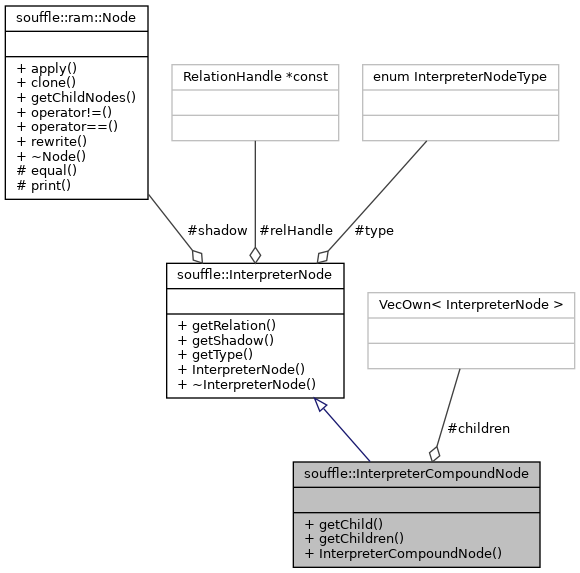 souffle::ram::Node
+ apply()
+ clone()
+ getChildNodes()
+ operator!=()
+ operator==()
+ rewrite()
+ ~Node()
# equal()
# print()
RelationHandle *const
enum InterpreterNodeType
#shadow
#relHandle
#type
souffle::InterpreterNode
+ getRelation()
+ getShadow()
+ getType()
+ InterpreterNode()
+ ~InterpreterNode()
VecOwn< InterpreterNode >
#children
souffle::InterpreterCompoundNode
+ getChild()
+ getChildren()
+ InterpreterCompoundNode()